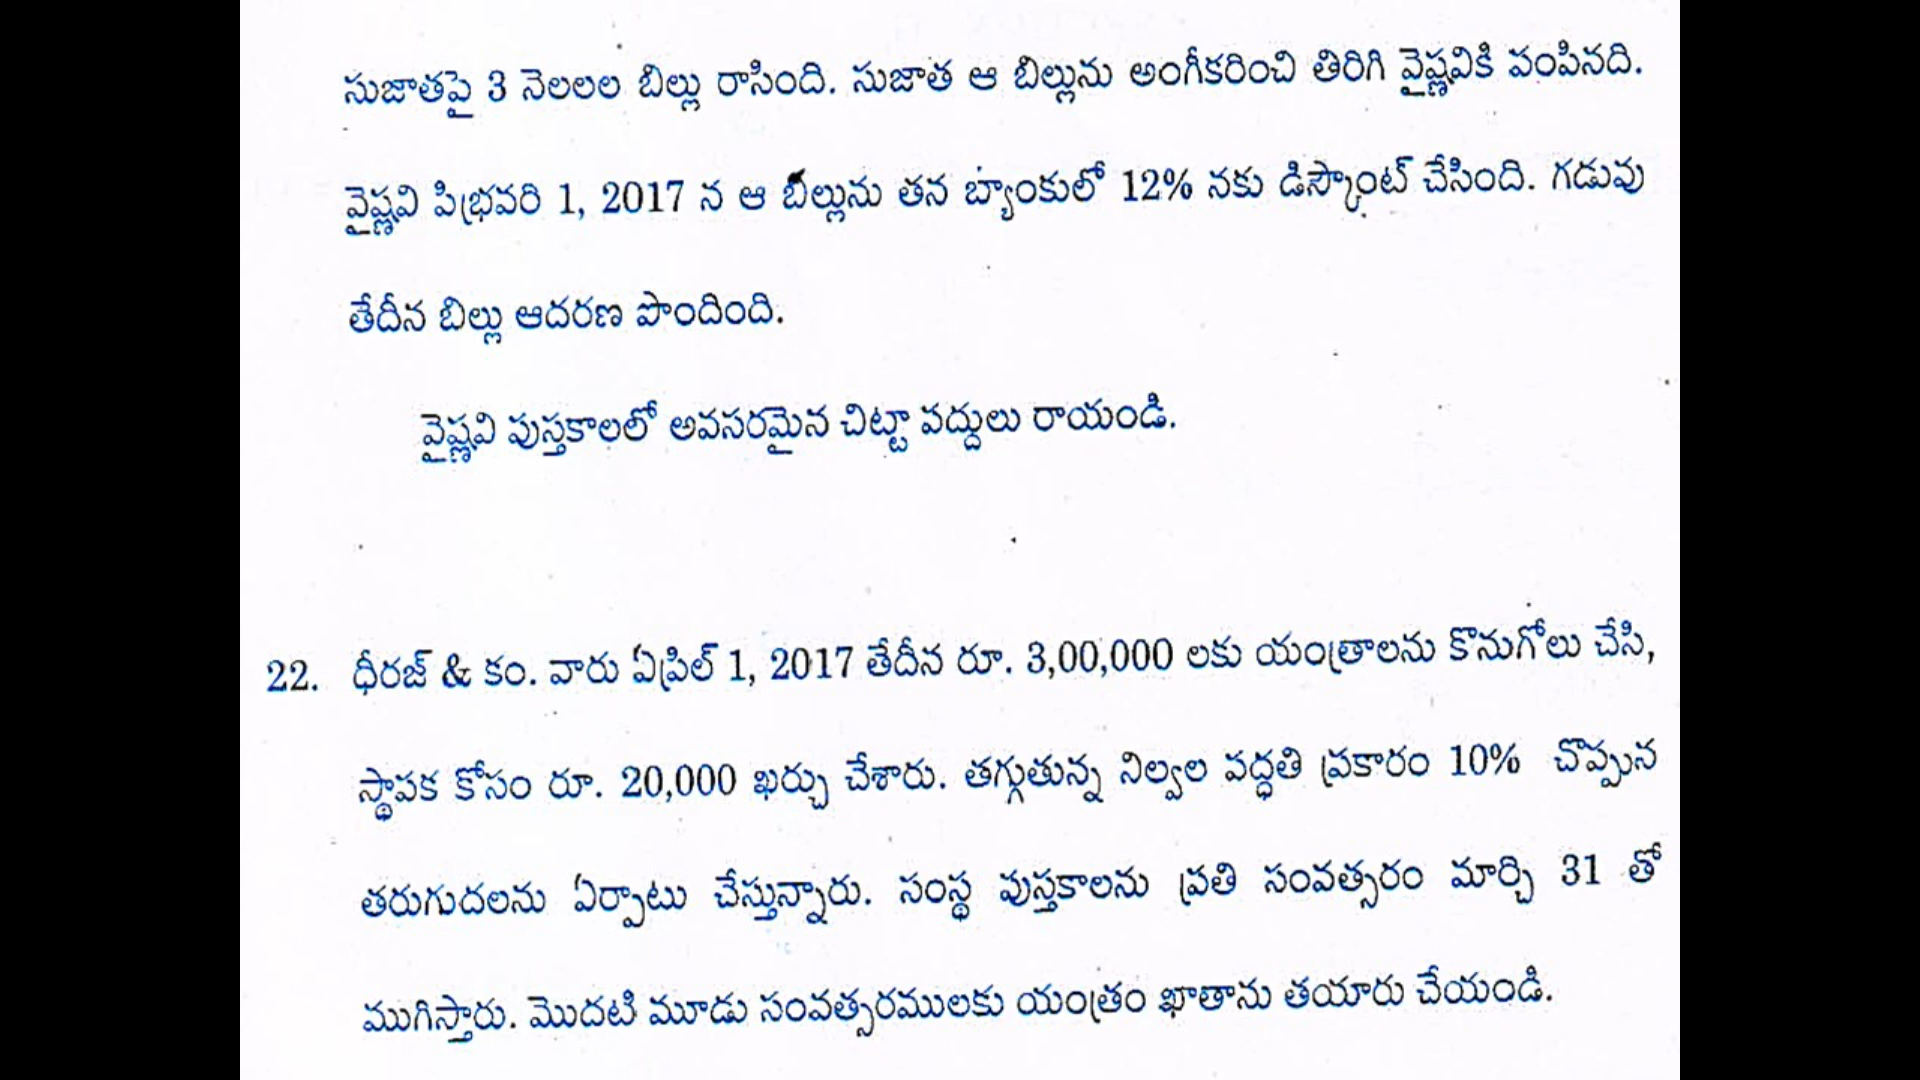 సుజాతపై 3 నెలలల బిల్లు రాసింది. సుజాత ఆ బిల్లును అంగీకరించి తిరిగి వైష్ణవికి పంపినది.
వైష్ణవి పిభ్రవరి 1, 2017 న ఆ బిల్లును తన బ్యాంకులో 12% నకు డిస్కౌంట్ చేసింది. గడువు
తేదీన బిల్లు ఆదరణ పొందింది.
వైష్ణవి పుస్తకాలలో అవసరమైన చిట్టా పద్దులు రాయండి.
22. ధీరజ్ & కం. వారు ఏప్రిల్ 1, 2017 తేదీన రూ. 3,00,000 లకు యంత్రాలను కొనుగోలు చేసి,
స్థాపక కోసం రూ. 20,000 ఖర్చు చేశారు. తగ్గుతున్న నిల్వల పద్ధతి ప్రకారం 10% చొప్పున
తరుగుదలను ఏర్పాటు చేస్తున్నారు. సంస్థ పుస్తకాలను ప్రతి సంవత్సరం మార్చి 31 తో
ముగిస్తారు. మొదటి మూడు సంవత్సరములకు యంత్రం ఖాతాను తయారు చేయండి.